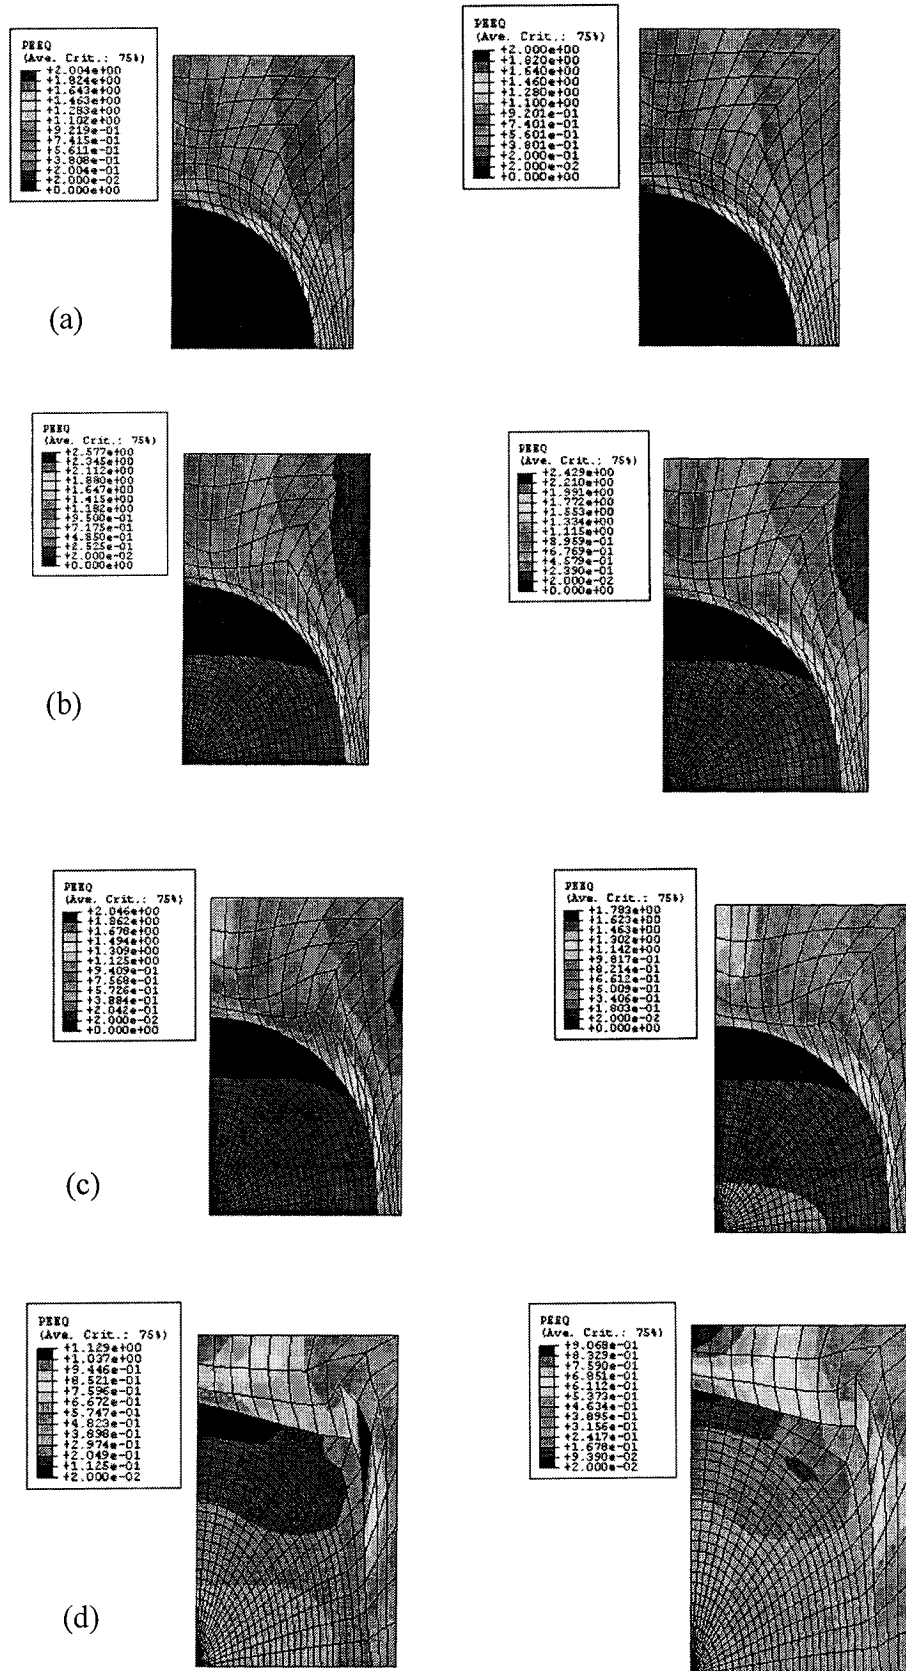 PEEQ
(Ave. Crit.: 75%)
+2.004e+00
+1.824e+00
+1.643e+00
+1.463e+00
+1.283e+00
+1.102e+00
+9.219e-01
+7.415e-01
+5.611e-01
+3.808e-01
+2.004e-01
+2.000e-02
+0.000e+00
PEEQ
(Ave. Crit.: 75%)
+2.000e+00
+1.820e+00
+1.640e+00
+1.460e+00
+1.280e+00
+1.100e+00
+9.201e-01
+7.401e-01
+5.601e-01
+3.801e-01
+2.000e-01
+2.000e-02
+0.000e+00
(a)
PEEQ
(Ave. Crit.: 75%)
+2.577e+00
+2.345e+00
+2.112e+00
+1.880e+00
+1.647e+00
+1.415e+00
+1.182e+00
+9.500e-01
+7.175e-01
+4.850e-01
+2.525e-01
+2.000e-02
+0.000e+00
PEEQ
(Ave. Crit.: 75%)
+2.429e+00
+2.210e+00
+1.991e+00
+1.772e+00
+1.553e+00
+1.334e+00
+1.115e+00
+8.959e-01
+6.769e-01
+4.579e-01
+2.390e-01
+2.000e-02
+0.000e+00
(b)
PEEQ
(Ave. Crit.: 75%)
+2.046e+00
+1.862e+00
+1.678e+00
+1.494e+00
+1.309e+00
+1.125e+00
+9.409e-01
+7.568e-01
+5.726e-01
+3.884e-01
+2.042e-01
+2.000e-02
+0.000e+00
PEEQ
(Ave. Crit.: 75%)
+1.783e+00
+1.623e+00
+1.463e+00
+1.302e+00
+1.142e+00
+9.817e-01
+8.214e-01
+6.612e-01
+5.009e-01
+3.406e-01
+1.803e-01
+2.000e-02
+0.000e+00
(c)
PEEQ
(Ave. Crit.: 75%)
+1.129e+00
+1.037e+00
+9.446e-01
+8.521e-01
+7.596e-01
+6.672e-01
+5.747e-01
+4.823e-01
+3.898e-01
+2.974e-01
+2.049e-01
+1.125e-01
+2.000e-02
PEEQ
(Ave. Crit.: 75%)
+9.068e-01
+8.329e-01
+7.590e-01
+6.851e-01
+6.112e-01
+5.373e-01
+4.634e-01
+3.895e-01
+3.156e-01
+2.417e-01
+1.678e-01
+9.390e-02
+2.000e-02
(d)